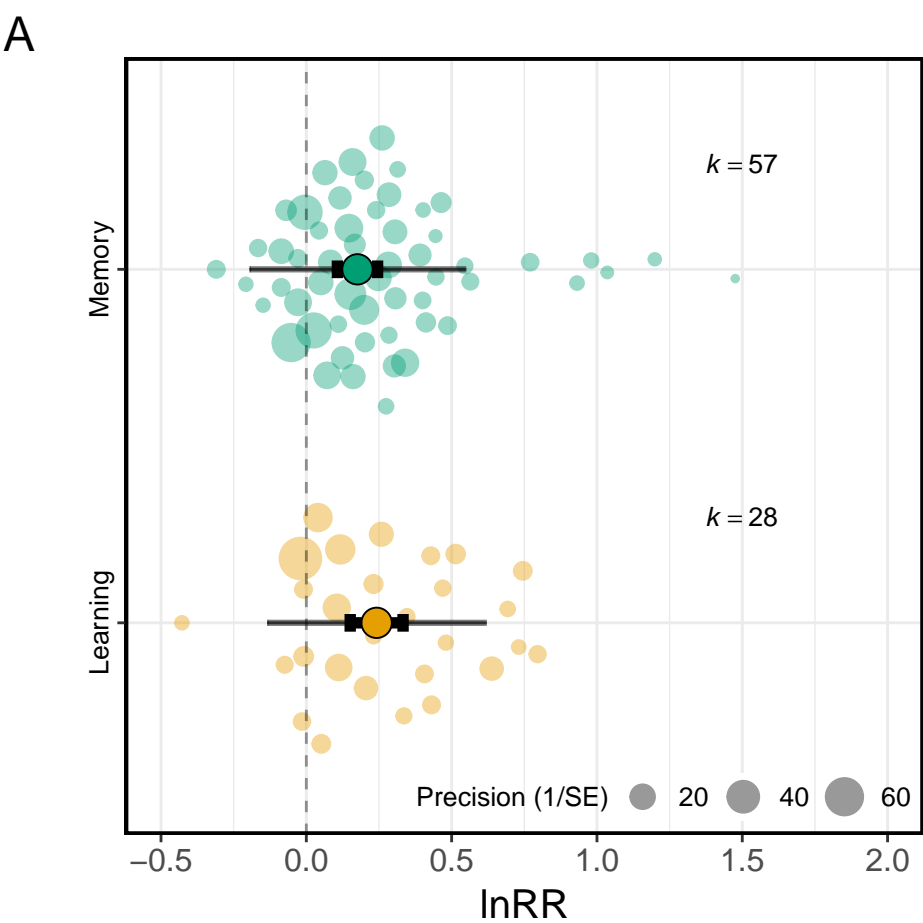 A
Memory
k = 57
Learning
k = 28
Precision (1/SE) 20 40 60
−0.5 0.0 0.5 1.0 1.5 2.0
lnRR